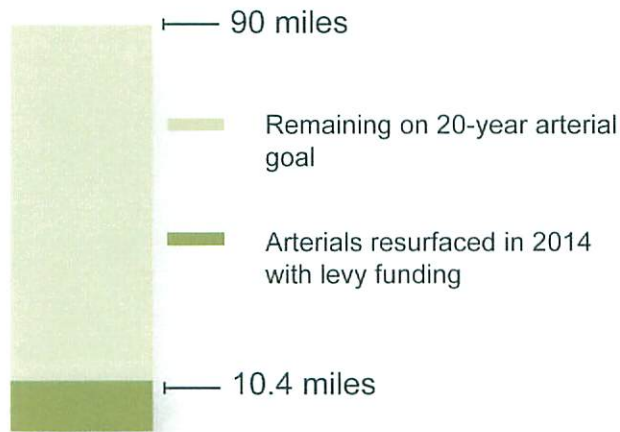 90 miles
Remaining on 20-year arterial
goal
Arterials resurfaced in 2014
with levy funding
10.4 miles